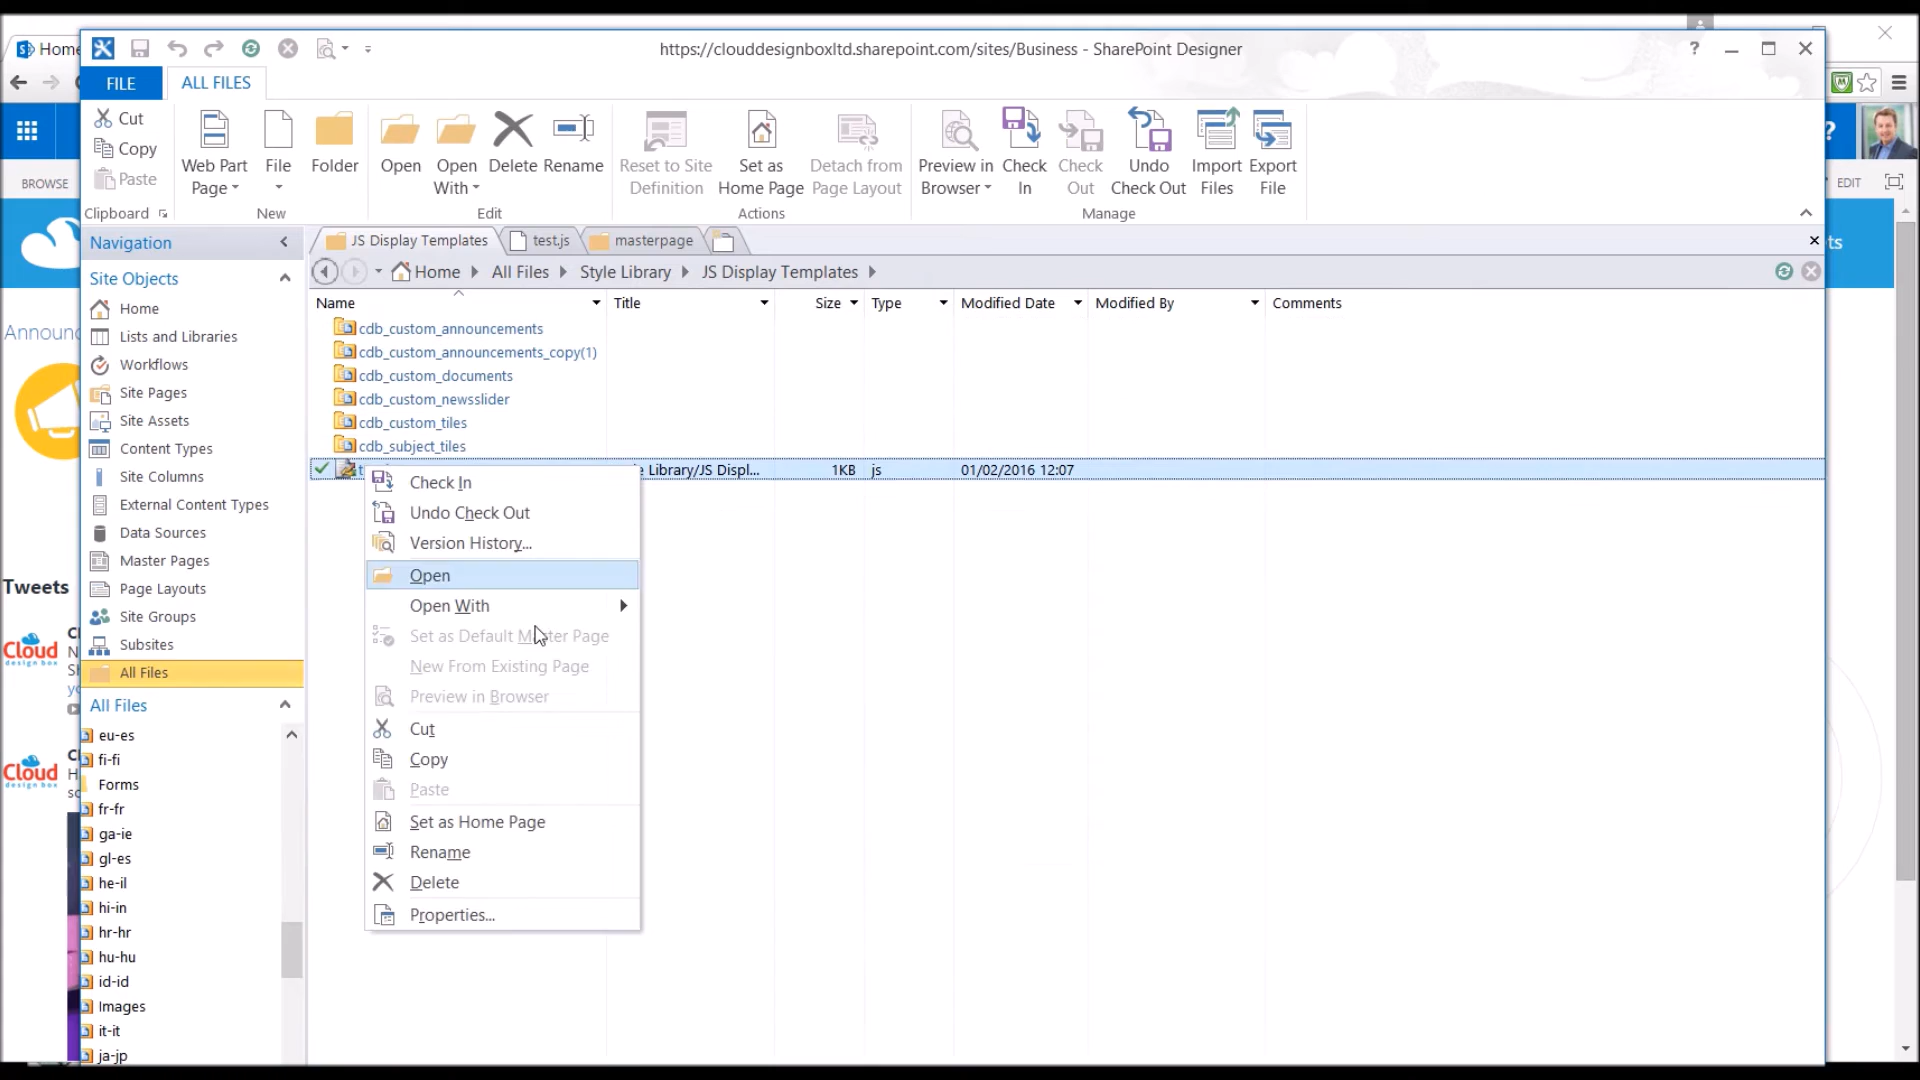 Home
https://clouddesignboxltd.sharepoint.com/sites/Business - SharePoint Designer
?
FILE
ALL FILES
Cut
Copy
Paste
Clipboard
Web Part Page
File
Folder
New
Open
Open With
Delete
Rename
Edit
Reset to Site Definition
Set as Home Page
Detach from Page Layout
Actions
Preview in Browser
Check In
Check Out
Undo Check Out
Import Files
Export File
Manage
BROWSE
EDIT
?
Navigation
JS Display Templates
test.js
masterpage
ts
Home
All Files
Style Library
JS Display Templates
Site Objects
Home
Lists and Libraries
Workflows
Site Pages
Site Assets
Content Types
Site Columns
External Content Types
Data Sources
Master Pages
Page Layouts
Site Groups
Subsites
All Files
All Files
eu-es
fi-fi
Forms
fr-fr
ga-ie
gl-es
he-il
hi-in
hr-hr
hu-hu
id-id
Images
it-it
ja-jp
Name
Title
Size
Type
Modified Date
Modified By
Comments
cdb_custom_announcements
cdb_custom_announcements_copy(1)
cdb_custom_documents
cdb_custom_newsslider
cdb_custom_tiles
cdb_subject_tiles
Library/JS Displ...
1KB
js
01/02/2016 12:07
Check In
Undo Check Out
Version History...
Open
Open With
Set as Default Master Page
New From Existing Page
Preview in Browser
Cut
Copy
Paste
Set as Home Page
Rename
Delete
Properties...
Announc
Tweets
Cloud
design box
Cloud
design box